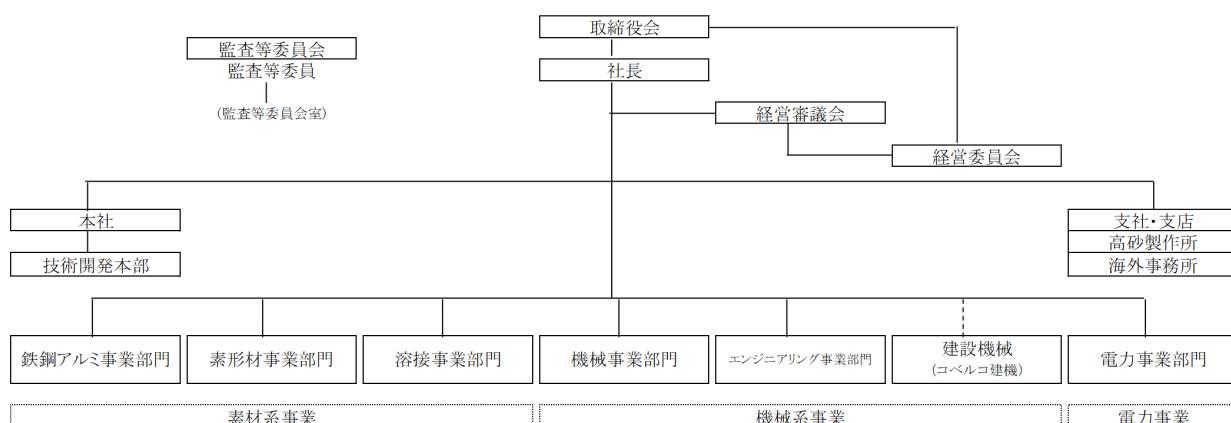 取締役会
監査等委員会
監査等委員
社長
(監査等委員会室)
経営審議会
経営委員会
本社
支社・支店
高砂製作所
技術開発本部
海外事務所
鉄鋼アルミ事業部門
素形材事業部門
溶接事業部門
機械事業部門
エンジニアリング事業部門
建設機械
(コベルコ建機)
電力事業部門
素材系事業
機械系事業
電力事業